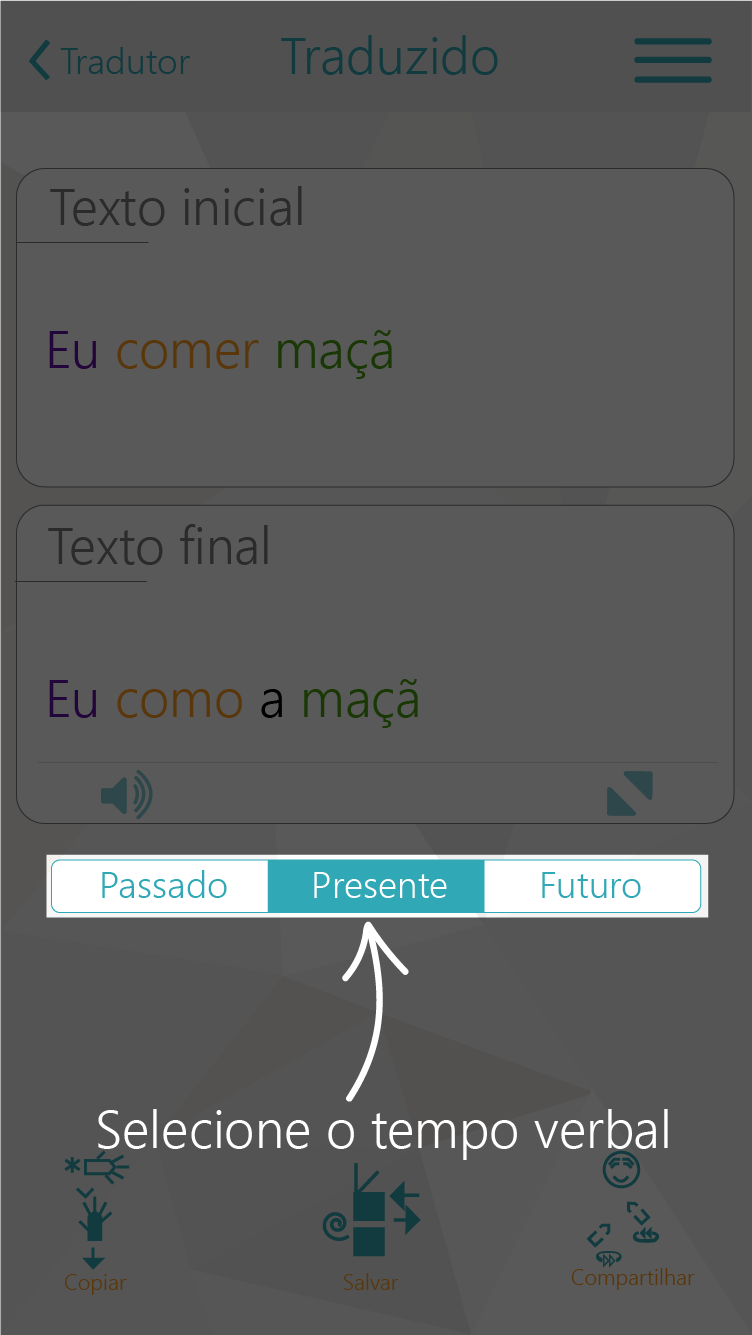 Tradutor
Traduzido
Texto inicial
Eu comer maçã
Texto final
Eu como a maçã
Passado Presente Futuro
Selecione o tempo verbal
Copiar Salvar Compartilhar